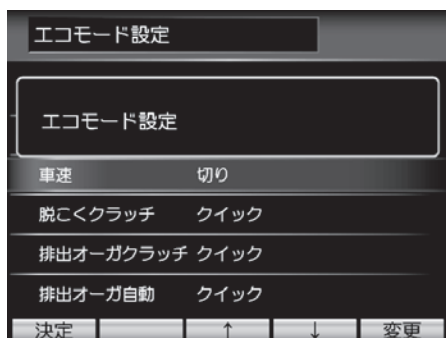 エコモード設定
エコモード設定
車速 切り
脱こくクラッチ クイック
排出オーガクラッチ クイック
排出オーガ自動 クイック
決定 ↑ ↓ 変更